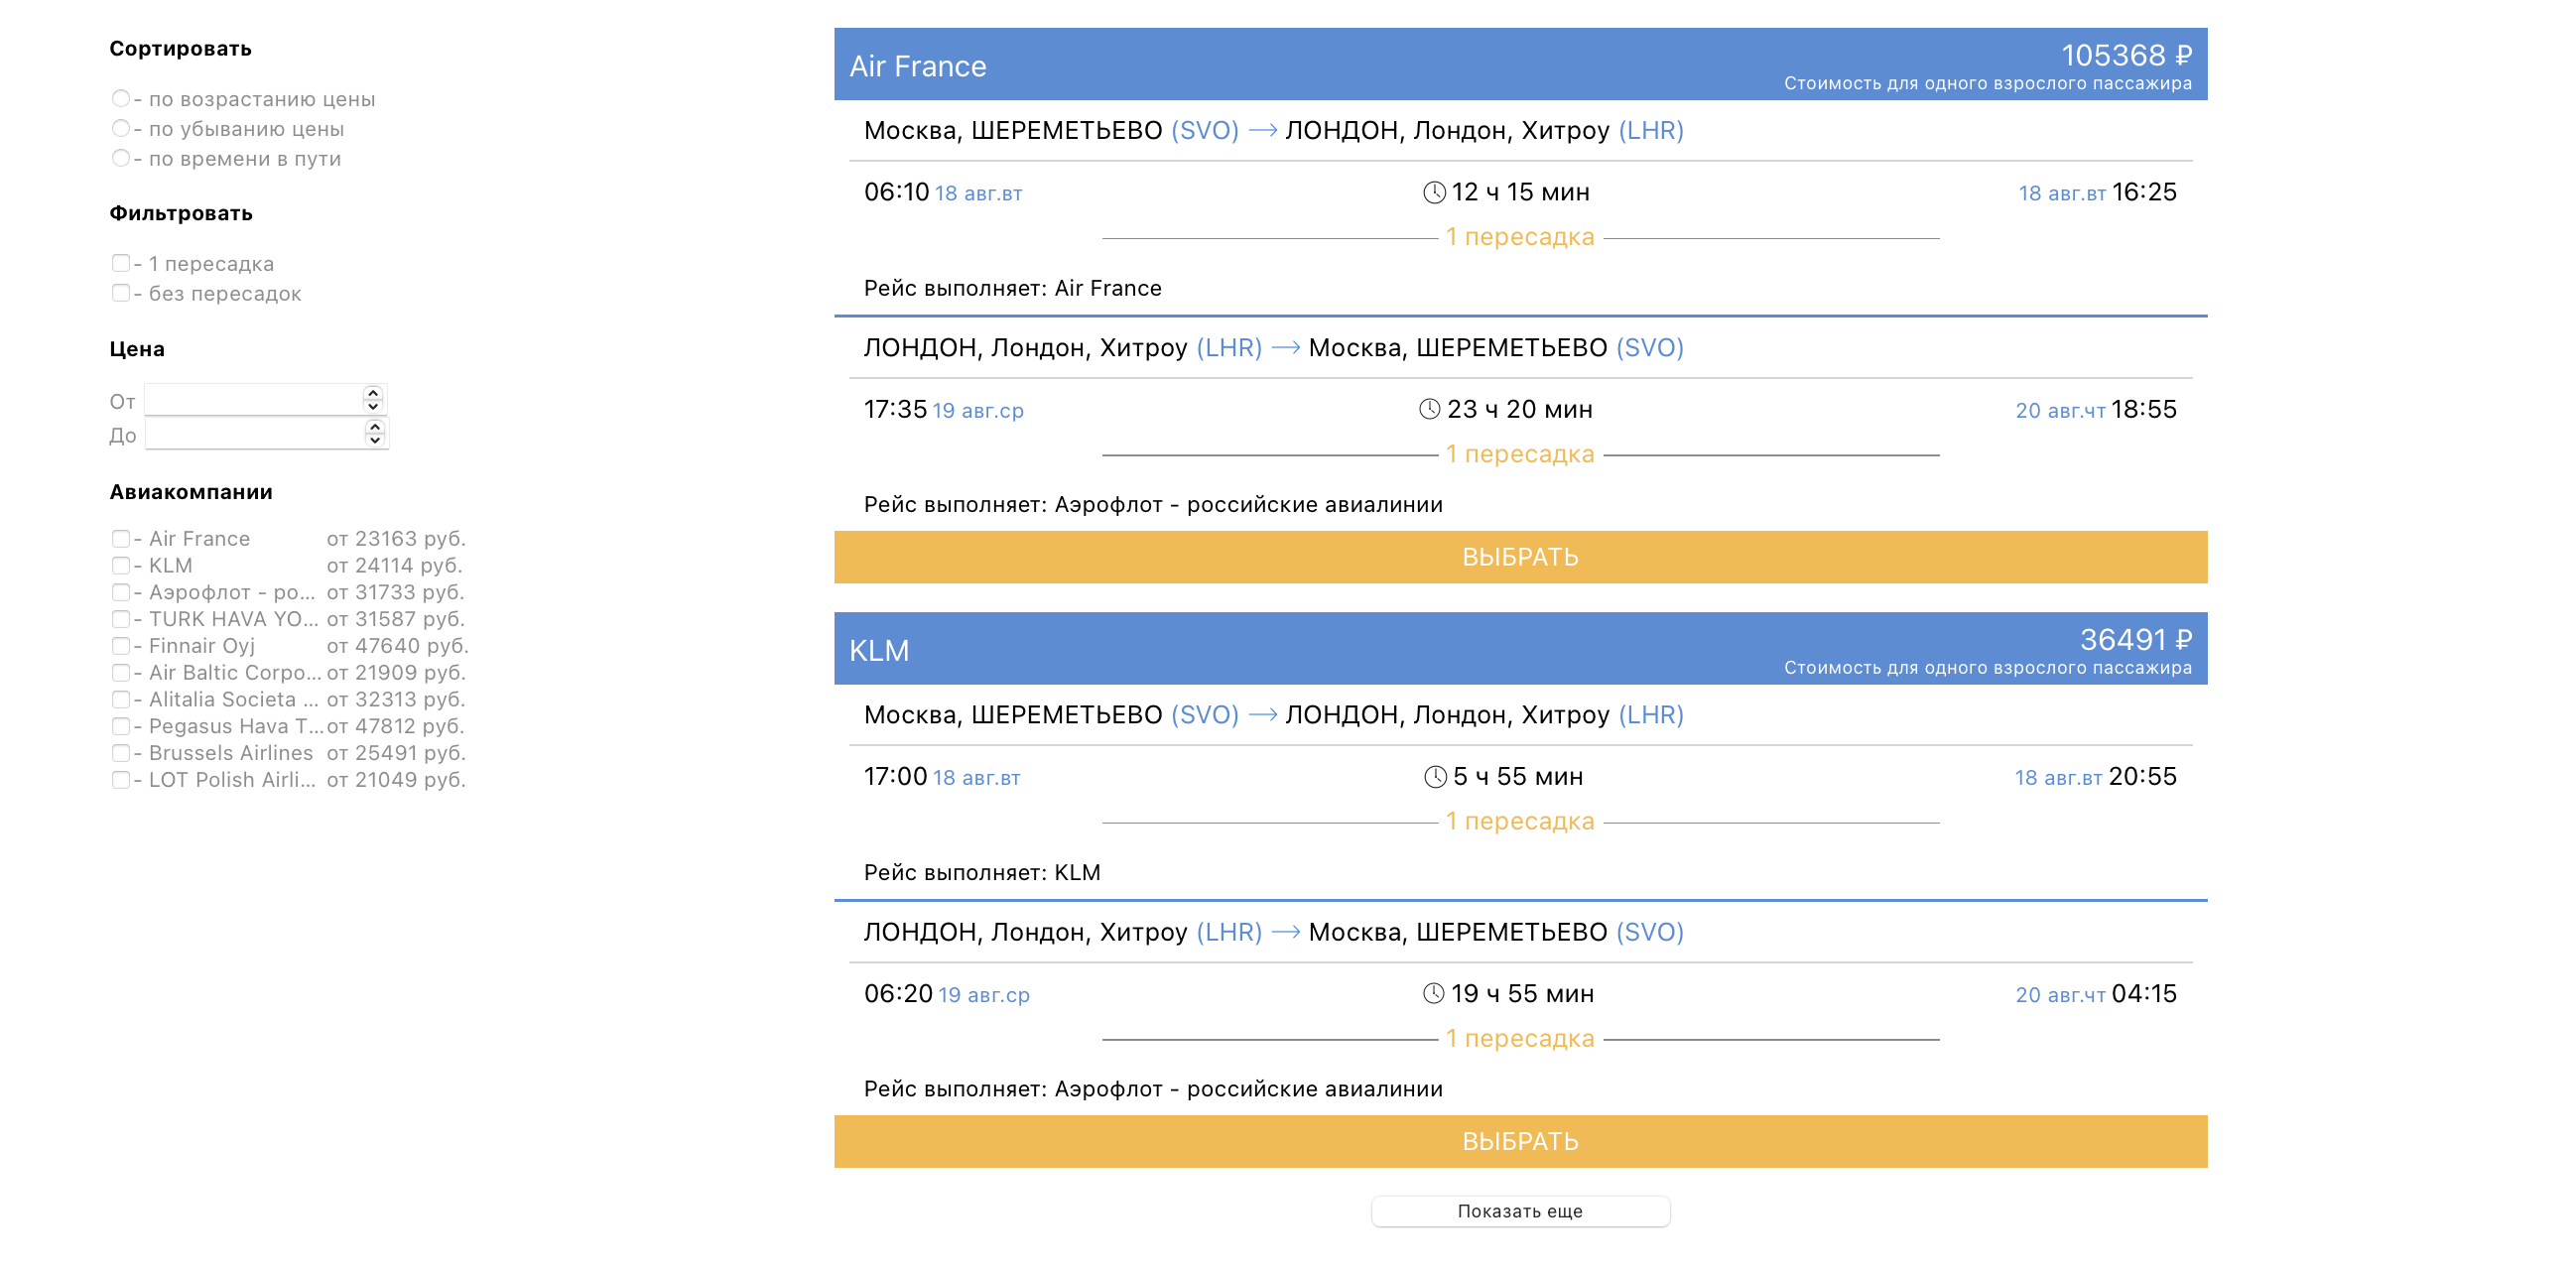 Сортировать
- по возрастанию цены
- по убыванию цены
- по времени в пути
Фильтровать
- 1 пересадка
- без пересадок
Цена
От
До
Авиакомпании
- Air France от 23163 руб.
- KLM от 24114 руб.
- Аэрофлот - ро... от 31733 руб.
- TURK HAVA YO... от 31587 руб.
- Finnair Oyj от 47640 руб.
- Air Baltic Corpo... от 21909 руб.
- Alitalia Societa ... от 32313 руб.
- Pegasus Hava T... от 47812 руб.
- Brussels Airlines от 25491 руб.
- LOT Polish Airli... от 21049 руб.
Air France 105368 ₽
Стоимость для одного взрослого пассажира
Москва, ШЕРЕМЕТЬЕВО (SVO) → ЛОНДОН, Лондон, Хитроу (LHR)
06:10 18 авг.вт 12 ч 15 мин 18 авг.вт 16:25
1 пересадка
Рейс выполняет: Air France
ЛОНДОН, Лондон, Хитроу (LHR) → Москва, ШЕРЕМЕТЬЕВО (SVO)
17:35 19 авг.ср 23 ч 20 мин 20 авг.чт 18:55
1 пересадка
Рейс выполняет: Аэрофлот - российские авиалинии
ВЫБРАТЬ
KLM 36491 ₽
Стоимость для одного взрослого пассажира
Москва, ШЕРЕМЕТЬЕВО (SVO) → ЛОНДОН, Лондон, Хитроу (LHR)
17:00 18 авг.вт 5 ч 55 мин 18 авг.вт 20:55
1 пересадка
Рейс выполняет: KLM
ЛОНДОН, Лондон, Хитроу (LHR) → Москва, ШЕРЕМЕТЬЕВО (SVO)
06:20 19 авг.ср 19 ч 55 мин 20 авг.чт 04:15
1 пересадка
Рейс выполняет: Аэрофлот - российские авиалинии
ВЫБРАТЬ
Показать еще